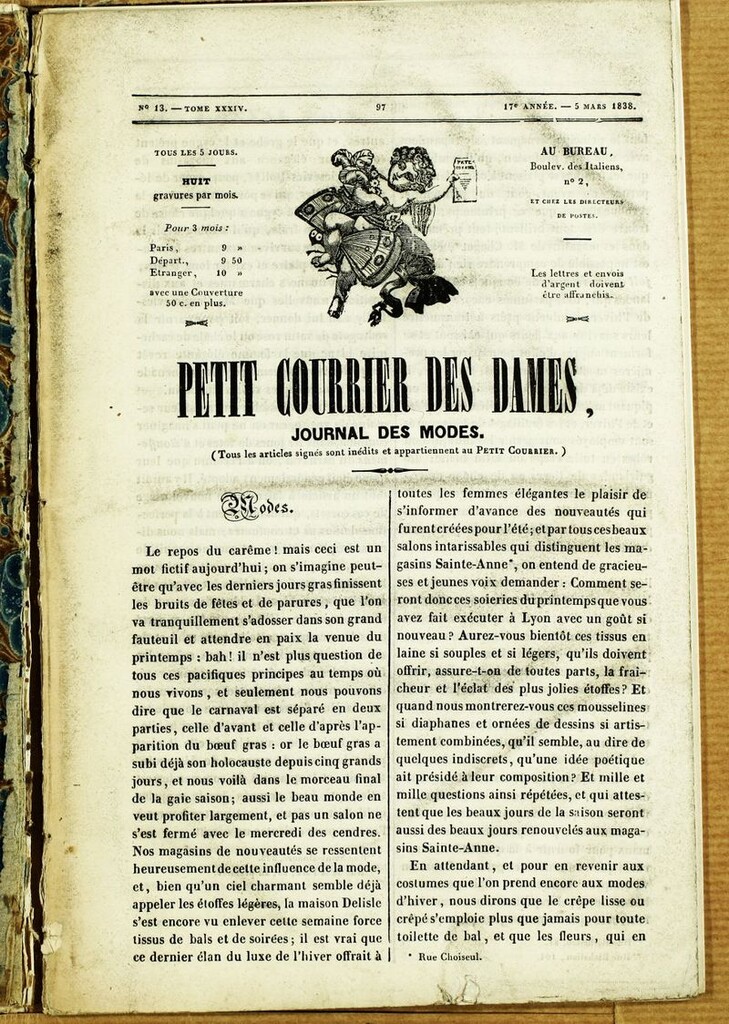 Nº 13. — TOME XXXIV.
97
17e ANNÉE. — 5 MARS 1838.
TOUS LES 5 JOURS.
HUIT
gravures par mois.
Pour 3 mois :
Paris, 9 »
Départ., 9 50
Etranger, 10 »
avec une Couverture
50 c. en plus.
AU BUREAU,
Boulev. des Italiens,
nº 2,
ET CHEZ LES DIRECTEURS
DE POSTES.
Les lettres et envois
d'argent doivent
être affranchis.
PETIT COURRIER DES DAMES,
JOURNAL DES MODES.
(Tous les articles signés sont inédits et appartiennent au PETIT COURRIER.)
Modes.
Le repos du carême! mais ceci est un
mot fictif aujourd'hui; on s'imagine peut-
être qu'avec les derniers jours gras finissent
les bruits de fêtes et de parures, que l'on
va tranquillement s'adosser dans son grand
fauteuil et attendre en paix la venue du
printemps : bah! il n'est plus question de
tous ces pacifiques principes au temps où
nous vivons, et seulement nous pouvons
dire que le carnaval est séparé en deux
parties, celle d'avant et celle d'après l'ap-
parition du bœuf gras : or le bœuf gras a
subi déjà son holocauste depuis cinq grands
jours, et nous voilà dans le morceau final
de la gaie saison; aussi le beau monde en
veut profiter largement, et pas un salon ne
s'est fermé avec le mercredi des cendres.
Nos magasins de nouveautés se ressentent
heureusement de cette influence de la mode,
et, bien qu'un ciel charmant semble déjà
appeler les étoffes légères, la maison Delisle
s'est encore vu enlever cette semaine force
tissus de bals et de soirées; il est vrai que
ce dernier élan du luxe de l'hiver offrait à
toutes les femmes élégantes le plaisir de
s'informer d'avance des nouveautés qui
furent créées pour l'été; et par tous ces beaux
salons intarissables qui distinguent les ma-
gasins Sainte-Anne*, on entend de gracieu-
ses et jeunes voix demander : Comment se-
ront donc ces soieries du printemps que vous
avez fait exécuter à Lyon avec un goût si
nouveau? Aurez-vous bientôt ces tissus en
laine si souples et si légers, qu'ils doivent
offrir, assure-t-on de toutes parts, la fraî-
cheur et l'éclat des plus jolies étoffes? Et
quand nous montrerez-vous ces mousselines
si diaphanes et ornées de dessins si artis-
tement combinées, qu'il semble, au dire de
quelques indiscrets, qu'une idée poétique
ait présidé à leur composition? Et mille et
mille questions ainsi répétées, et qui attes-
tent que les beaux jours de la saison seront
aussi des beaux jours renouvelés aux maga-
sins Sainte-Anne.
En attendant, et pour en revenir aux
costumes que l'on prend encore aux modes
d'hiver, nous dirons que le crêpe lisse ou
crépé s'emploie plus que jamais pour toute
toilette de bal, et que les fleurs, qui en
* Rue Choiseul.